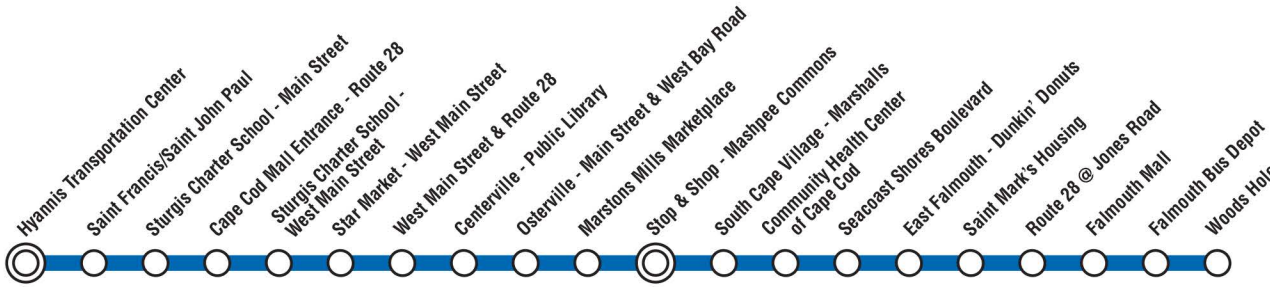 Hyannis Transportation Center
Saint Francis/Saint John Paul
Sturgis Charter School - Main Street
Cape Cod Mall Entrance - Route 28
Sturgis Charter School -
West Main Street
Star Market - West Main Street
West Main Street & Route 28
Centerville - Public Library
Osterville - Main Street & West Bay Road
Marstons Mills Marketplace
Stop & Shop - Mashpee Commons
South Cape Village - Marshalls
Community Health Center
of Cape Cod
Seacoast Shores Boulevard
East Falmouth - Dunkin’ Donuts
Saint Mark’s Housing
Route 28 @ Jones Road
Falmouth Mall
Falmouth Bus Depot
Woods